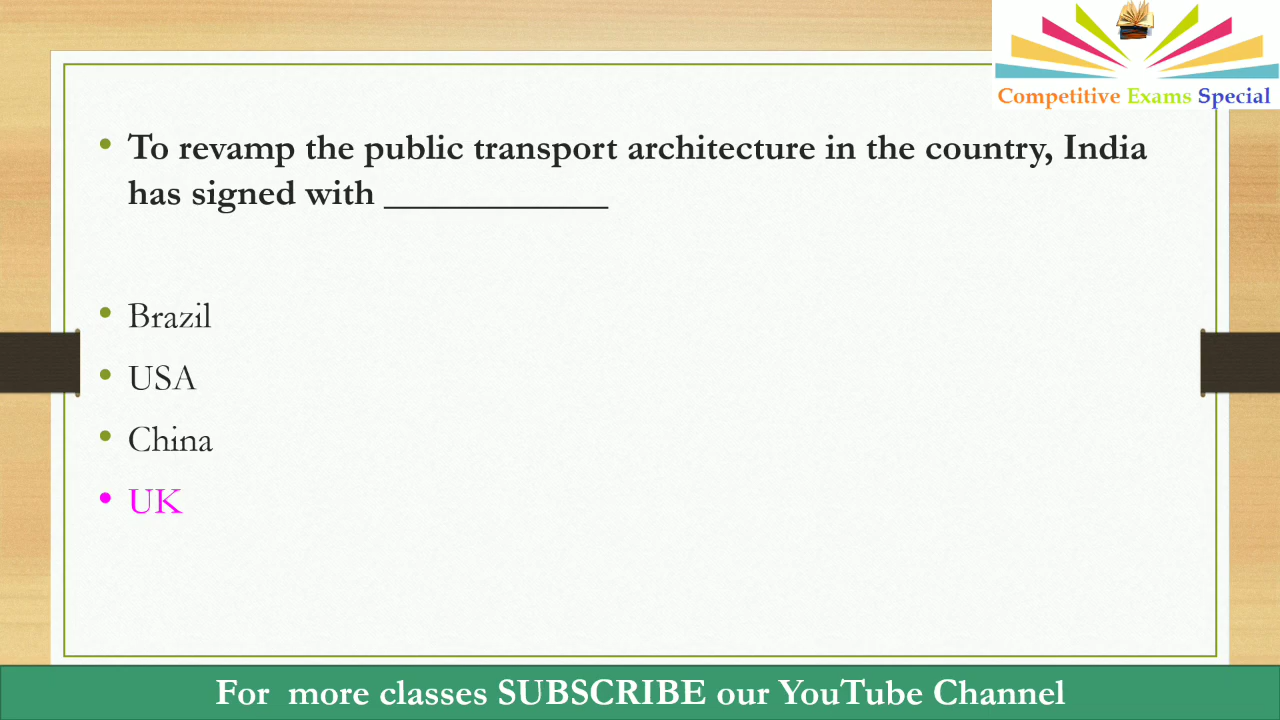 Competitive Exams Special
• To revamp the public transport architecture in the country, India
has signed with ____________
• Brazil
• USA
• China
• UK
For more classes SUBSCRIBE our YouTube Channel